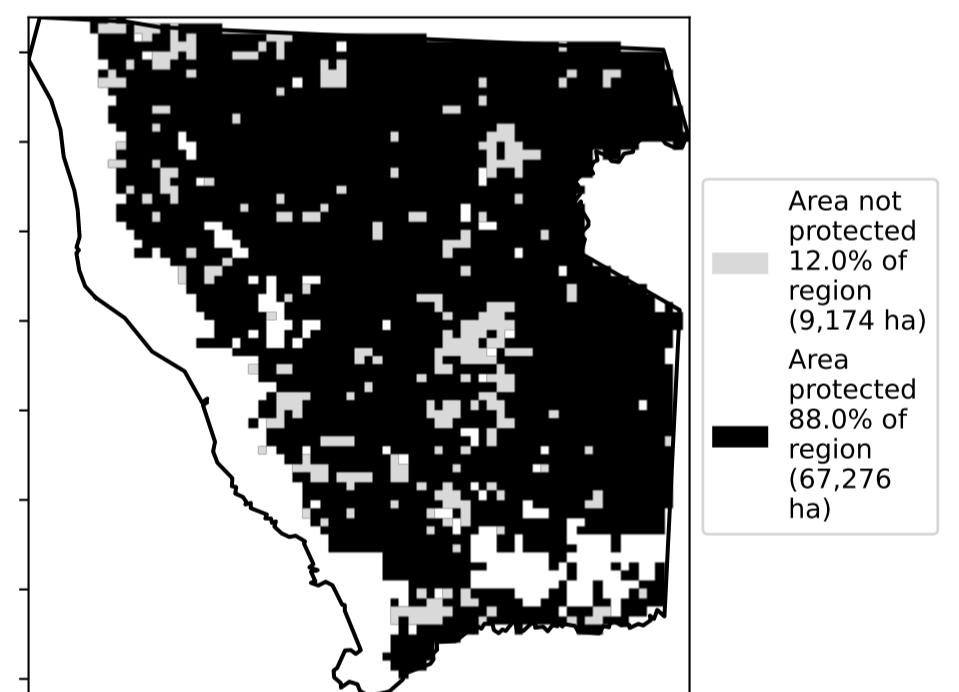 Area not
protected
12.0% of
region
(9,174 ha)
Area
protected
88.0% of
region
(67,276
ha)